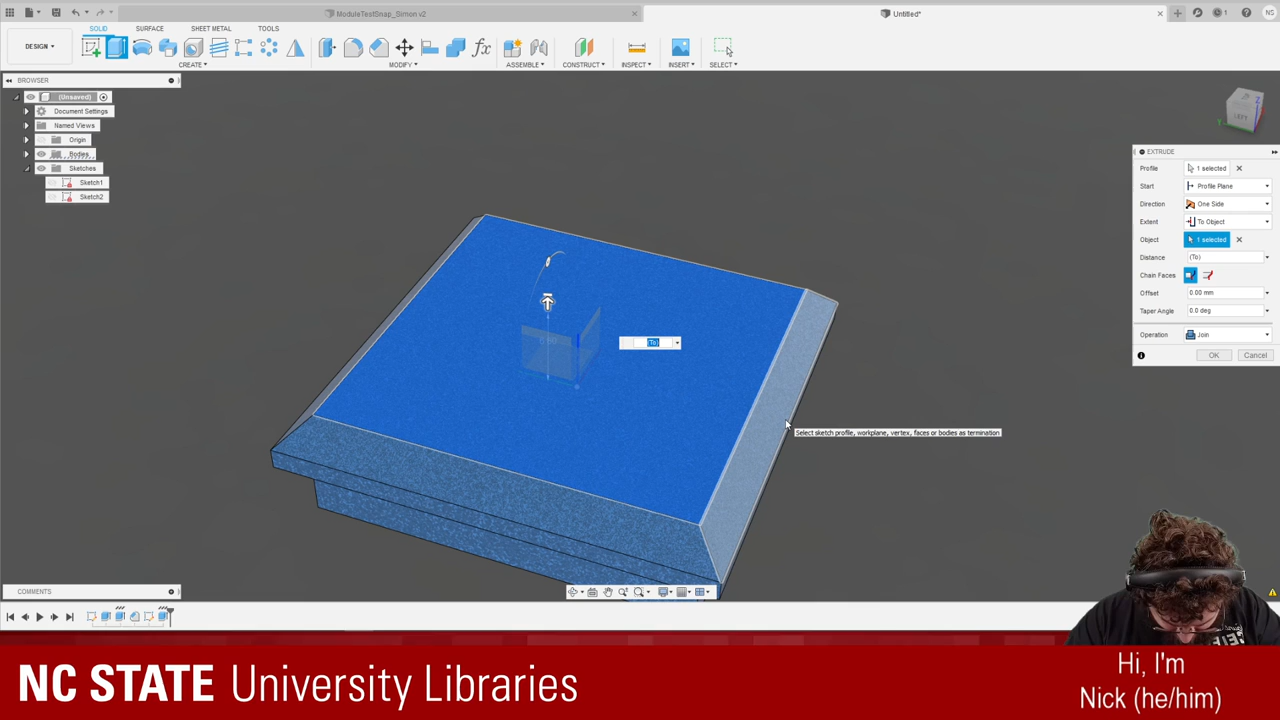 ModuleTestSnap_Simon v2
Untitled*
1
NS
DESIGN
SOLID
SURFACE
SHEET METAL
TOOLS
CREATE
MODIFY
ASSEMBLE
CONSTRUCT
INSPECT
INSERT
SELECT
BROWSER
(Unsaved)
Document Settings
Named Views
Origin
Bodies
Sketches
Sketch1
Sketch2
LEFT
Z
EXTRUDE
Profile 1 selected
Start Profile Plane
Direction One Side
Extent To Object
Object 1 selected
Distance (To)
Chain Faces
Offset 0.00 mm
Taper Angle 0.0 deg
Operation Join
OK Cancel
(To)
Select sketch profile, workplane, vertex, faces or bodies as termination
COMMENTS
NC STATE University Libraries
Hi, I'm
Nick (he/him)